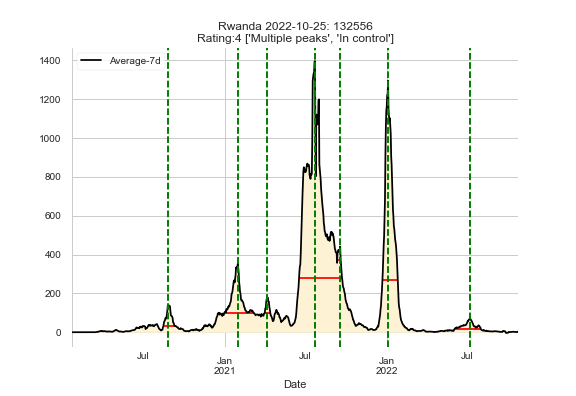 Rwanda 2022-10-25: 132556
Rating:4 ['Multiple peaks', 'In control']
Average-7d
1400
1200
1000
800
600
400
200
0
Jul
Jan
2021
Jul
Jan
2022
Jul
Date